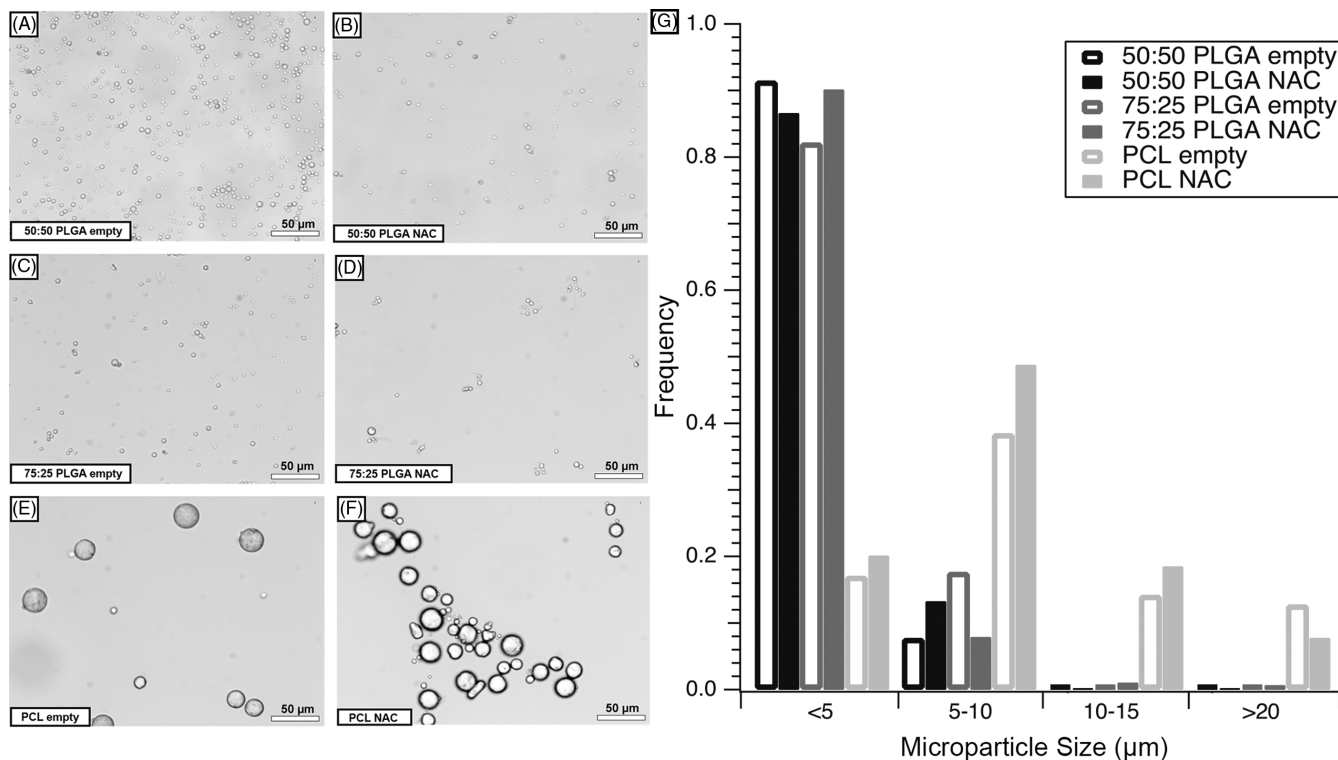 (A)
50:50 PLGA empty
50 µm
(B)
50:50 PLGA NAC
50 µm
(C)
75:25 PLGA empty
50 µm
(D)
75:25 PLGA NAC
50 µm
(E)
PCL empty
50 µm
(F)
PCL NAC
50 µm
(G)
1.0
0.8
0.6
0.4
0.2
0.0
Frequency
50:50 PLGA empty
50:50 PLGA NAC
75:25 PLGA empty
75:25 PLGA NAC
PCL empty
PCL NAC
<5
5-10
10-15
>20
Microparticle Size (µm)